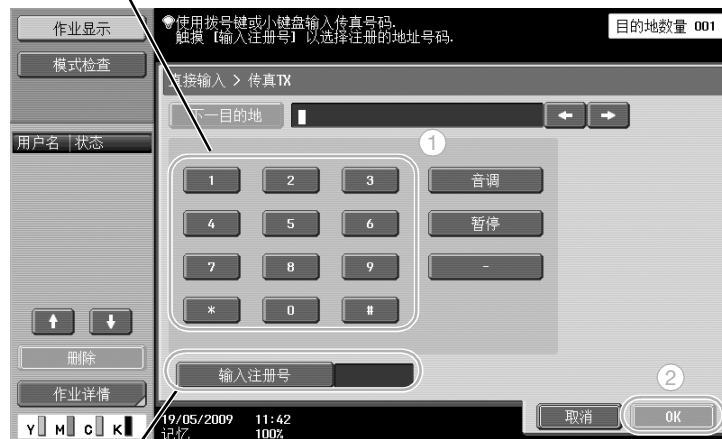 作业显示
使用拨号键或小键盘输入传真号码.
触摸【输入注册号】以选择注册的地址号码.
目的地数量 001
模式检查
直接输入 > 传真TX
下一目的地
用户名 状态
1
1 2 3 音调
4 5 6 暂停
7 8 9 -
* 0 #
删除
输入注册号
2
作业详情
取消 OK
Y M C K
19/05/2009 11:42
记忆 100%